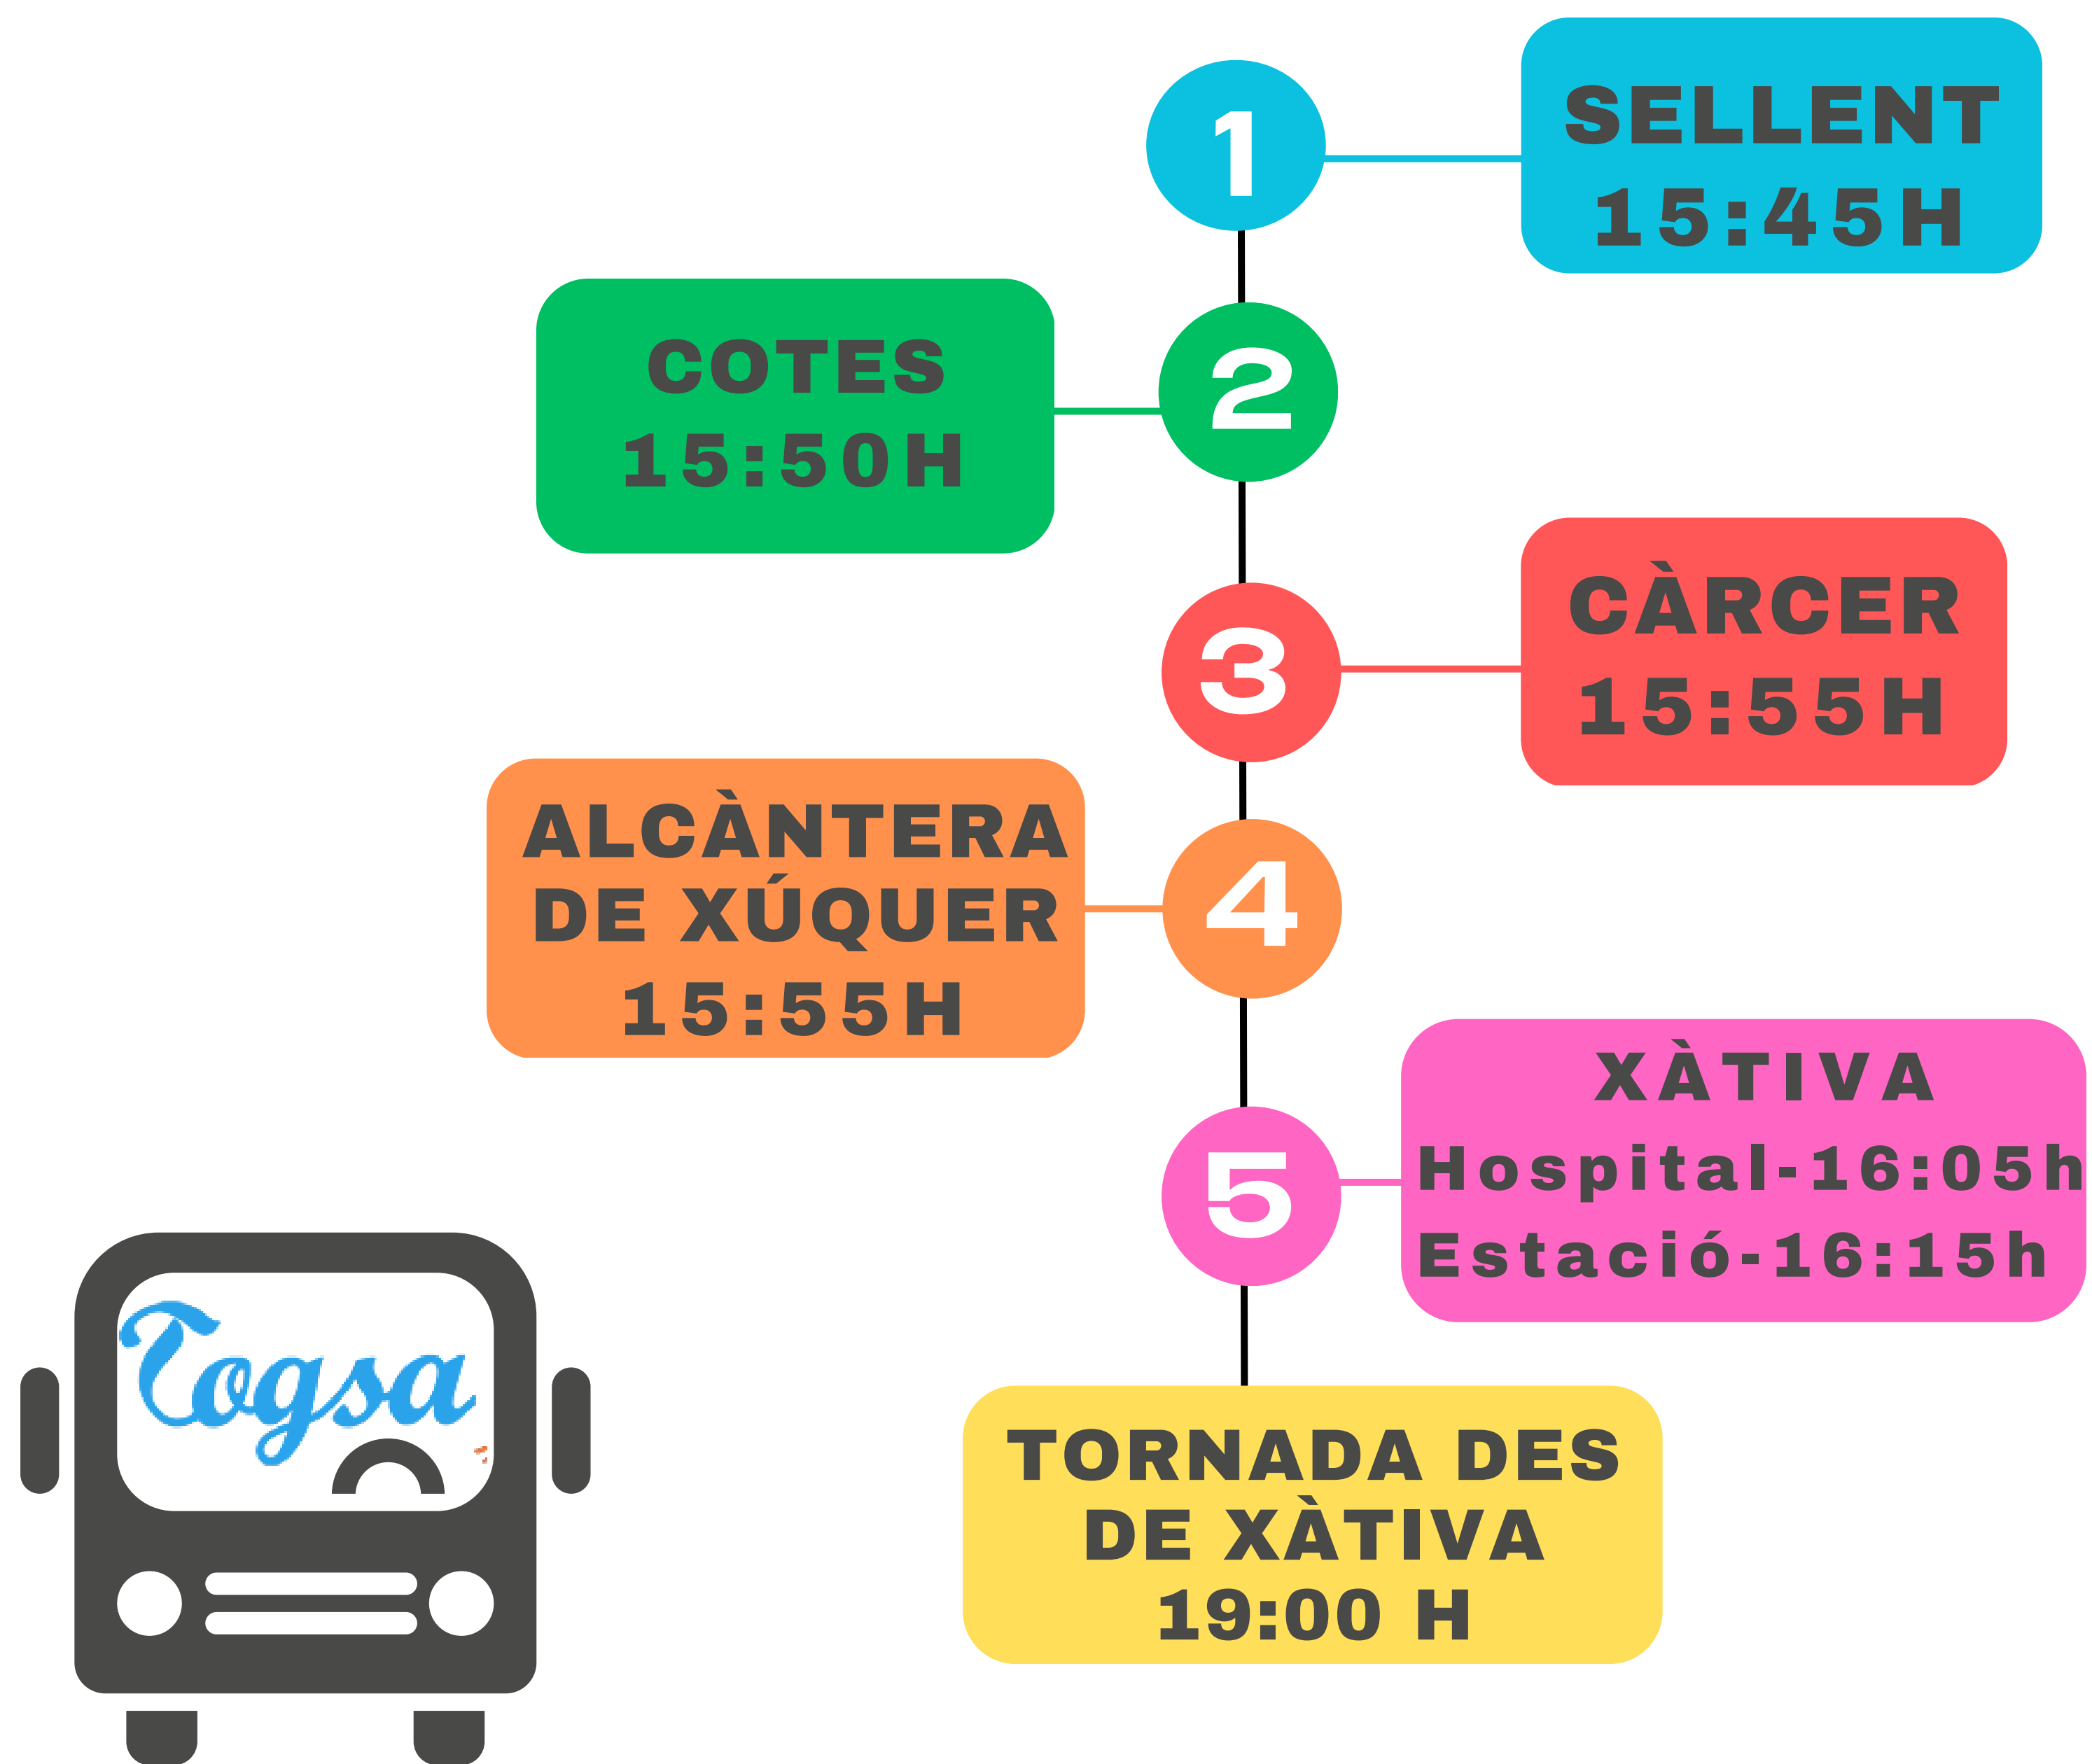 1
SELLENT
15:45H
2
COTES
15:50H
3
CÀRCER
15:55H
4
ALCÀNTERA
DE XÚQUER
15:55H
5
XÀTIVA
Hospital-16:05h
Estació-16:15h
TORNADA DES
DE XÀTIVA
19:00 H
Tagsa